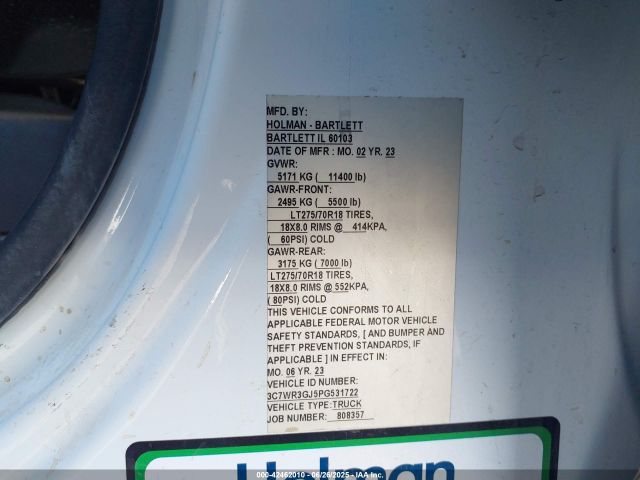 MFD. BY:
HOLMAN - BARTLETT
BARTLETT IL 60103
DATE OF MFR : MO. 02 YR. 23
GVWR:
5171 KG ( 11400 lb)
GAWR-FRONT:
2495 KG ( 5500 lb)
LT275/70R18 TIRES,
18X8.0 RIMS @ 414KPA,
( 60PSI) COLD
GAWR-REAR:
3175 KG ( 7000 lb)
LT275/70R18 TIRES,
18X8.0 RIMS @ 552KPA,
( 80PSI) COLD
THIS VEHICLE CONFORMS TO ALL
APPLICABLE FEDERAL MOTOR VEHICLE
SAFETY STANDARDS, [ AND BUMPER AND
THEFT PREVENTION STANDARDS, IF
APPLICABLE ] IN EFFECT IN:
MO. 06 YR. 23
VEHICLE ID NUMBER:
3C7WR3GJ5PG531722
VEHICLE TYPE:TRUCK
JOB NUMBER: 808357
Holman
000-42462010 - 06/26/2025 - IAA Inc.